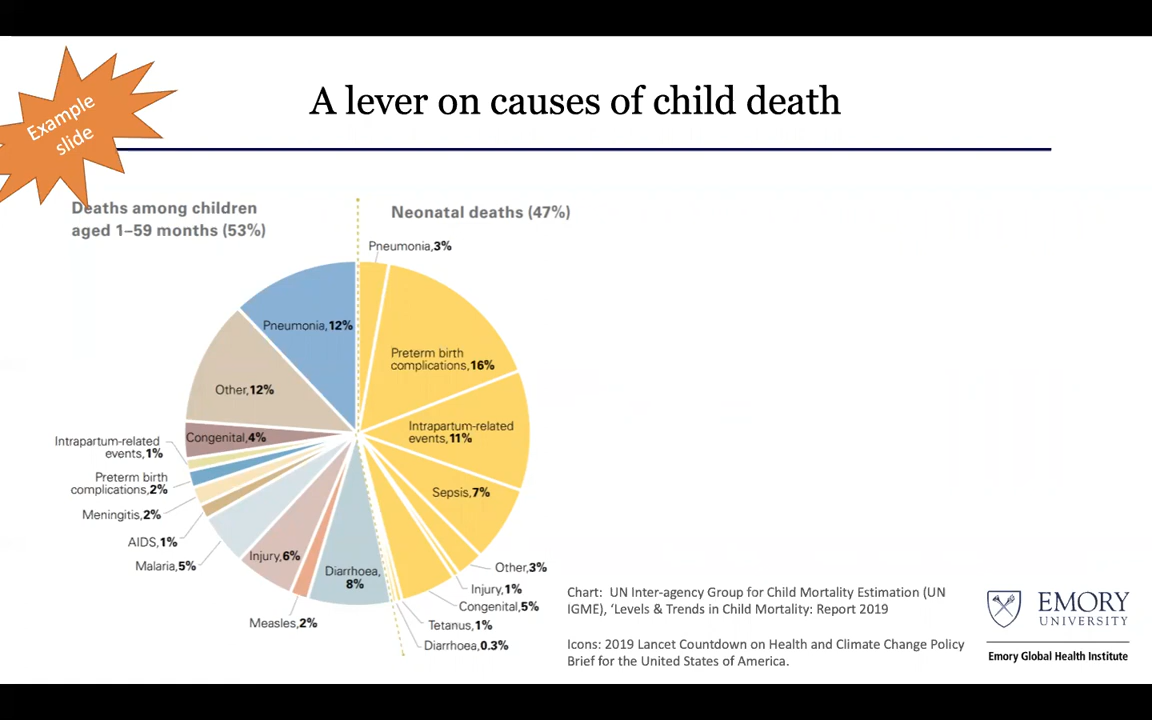 Example
slide
A lever on causes of child death
Deaths among children
aged 1–59 months (53%)
Neonatal deaths (47%)
Pneumonia,3%
Pneumonia,12%
Preterm birth
complications,16%
Other,12%
Intrapartum-related
events,11%
Congenital,4%
Intrapartum-related
events,1%
Preterm birth
complications,2%
Sepsis,7%
Meningitis,2%
AIDS,1%
Malaria,5%
Injury,6%
Diarrhoea,
8%
Measles,2%
Other,3%
Injury,1%
Congenital,5%
Tetanus,1%
Diarrhoea,0.3%
Chart:  UN Inter-agency Group for Child Mortality Estimation (UN
IGME), ‘Levels & Trends in Child Mortality: Report 2019
Icons: 2019 Lancet Countdown on Health and Climate Change Policy
Brief for the United States of America.
EMORY
UNIVERSITY
Emory Global Health Institute